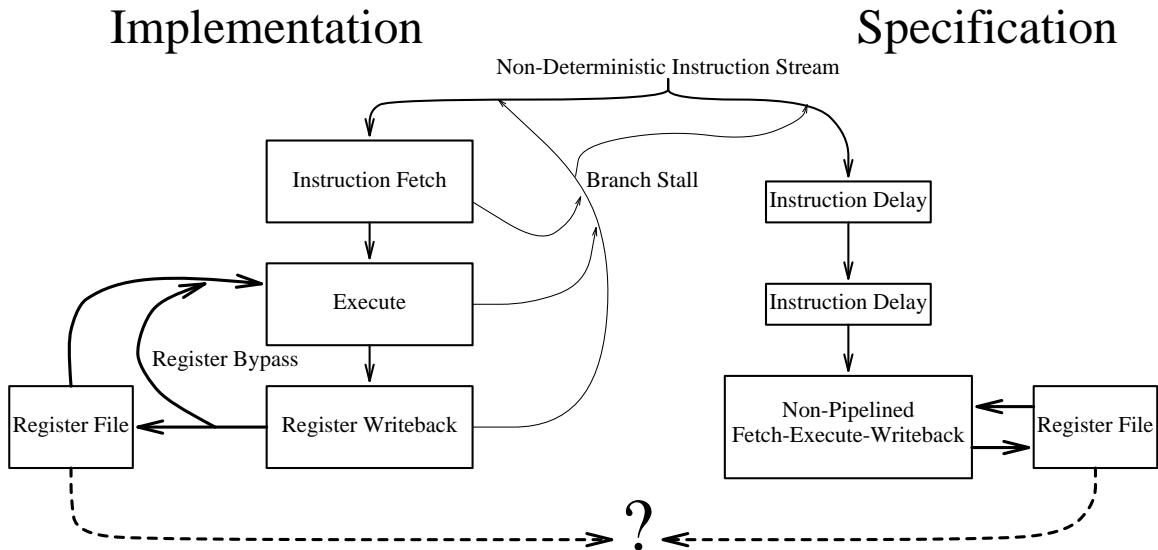 Implementation
Specification
Non-Deterministic Instruction Stream
Instruction Fetch
Branch Stall
Instruction Delay
Execute
Instruction Delay
Register Bypass
Register File
Register Writeback
Non-Pipelined
Fetch-Execute-Writeback
Register File
?